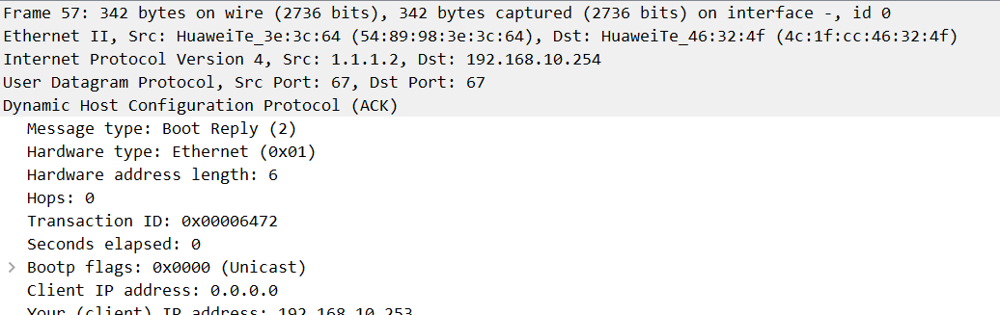 Frame 57: 342 bytes on wire (2736 bits), 342 bytes captured (2736 bits) on interface -, id 0
Ethernet II, Src: HuaweiTe_3e:3c:64 (54:89:98:3e:3c:64), Dst: HuaweiTe_46:32:4f (4c:1f:cc:46:32:4f)
Internet Protocol Version 4, Src: 1.1.1.2, Dst: 192.168.10.254
User Datagram Protocol, Src Port: 67, Dst Port: 67
Dynamic Host Configuration Protocol (ACK)
Message type: Boot Reply (2)
Hardware type: Ethernet (0x01)
Hardware address length: 6
Hops: 0
Transaction ID: 0x00006472
Seconds elapsed: 0
Bootp flags: 0x0000 (Unicast)
Client IP address: 0.0.0.0
Your (client) IP address: 192.168.10.253